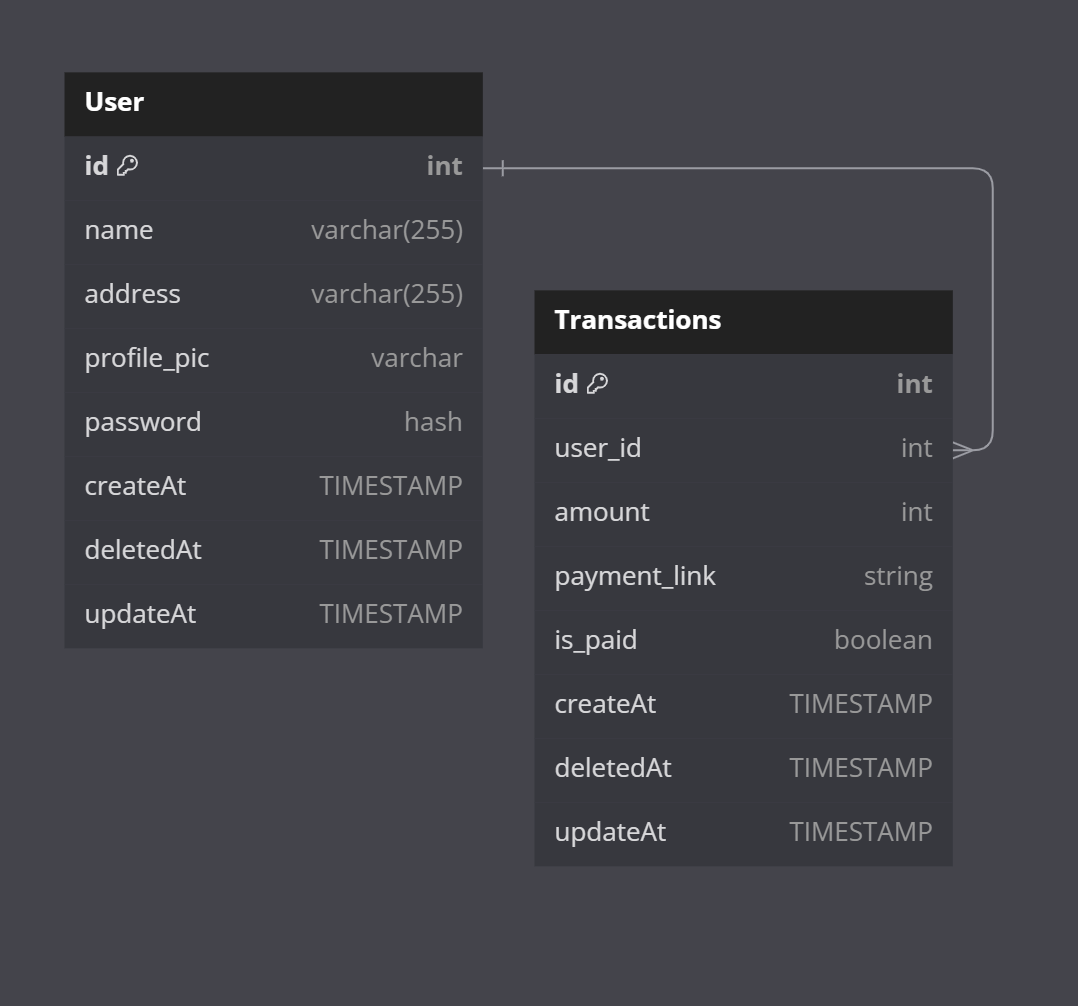 User
id int
name varchar(255)
address varchar(255)
profile_pic varchar
password hash
createAt TIMESTAMP
deletedAt TIMESTAMP
updateAt TIMESTAMP
Transactions
id int
user_id int
amount int
payment_link string
is_paid boolean
createAt TIMESTAMP
deletedAt TIMESTAMP
updateAt TIMESTAMP